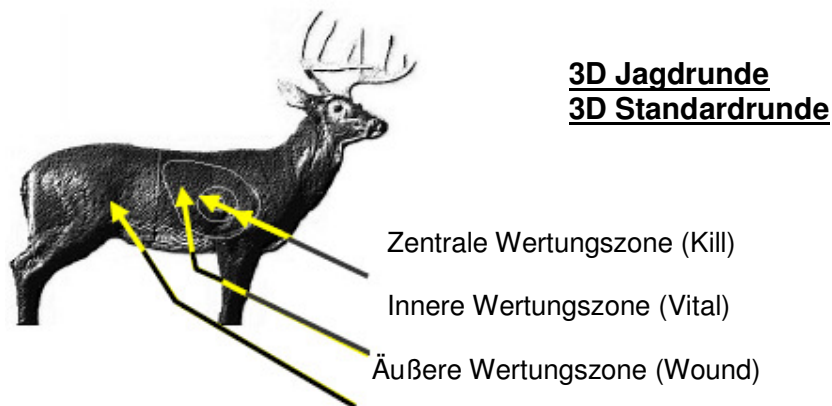 3D Jagdrunde
3D Standardrunde
Zentrale Wertungszone (Kill)
Innere Wertungszone (Vital)
Äußere Wertungszone (Wound)